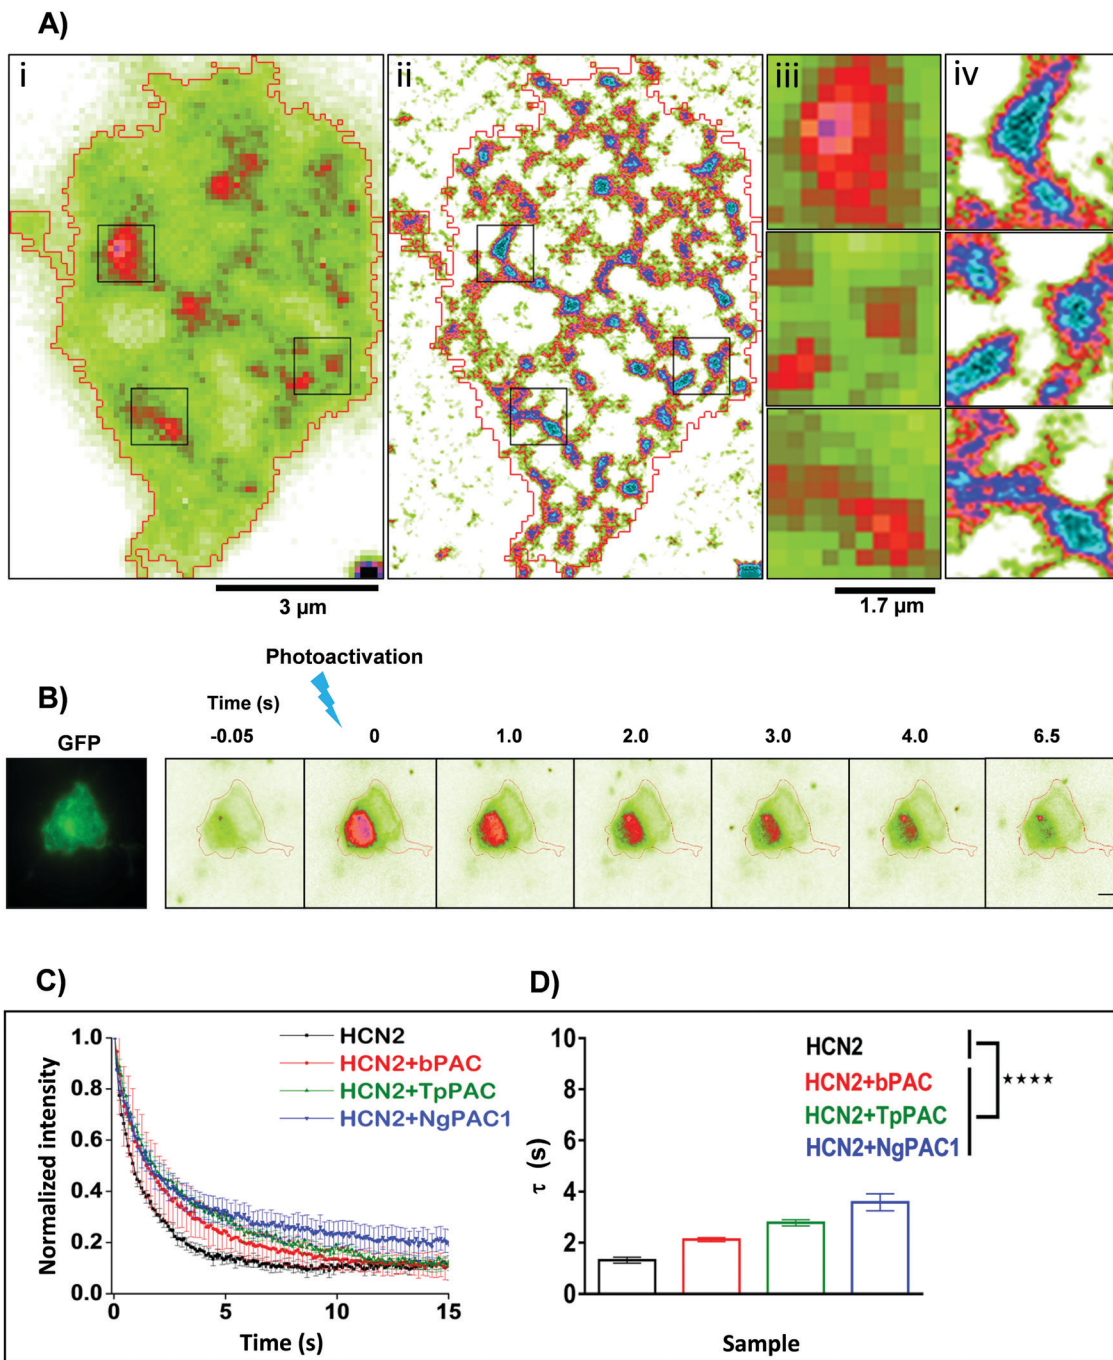 A)
i ii iii iv
3 µm
1.7 µm
Photoactivation
B)
Time (s)
GFP -0.05 0 1.0 2.0 3.0 4.0 6.5
C) D)
1.0
0.8
0.6
0.4
0.2
0.0
Normalized intensity
HCN2
HCN2+bPAC
HCN2+TpPAC
HCN2+NgPAC1
0 5 10 15
Time (s)
10
8
6
4
2
0
τ (s)
HCN2
HCN2+bPAC
HCN2+TpPAC
HCN2+NgPAC1
★★★★
Sample